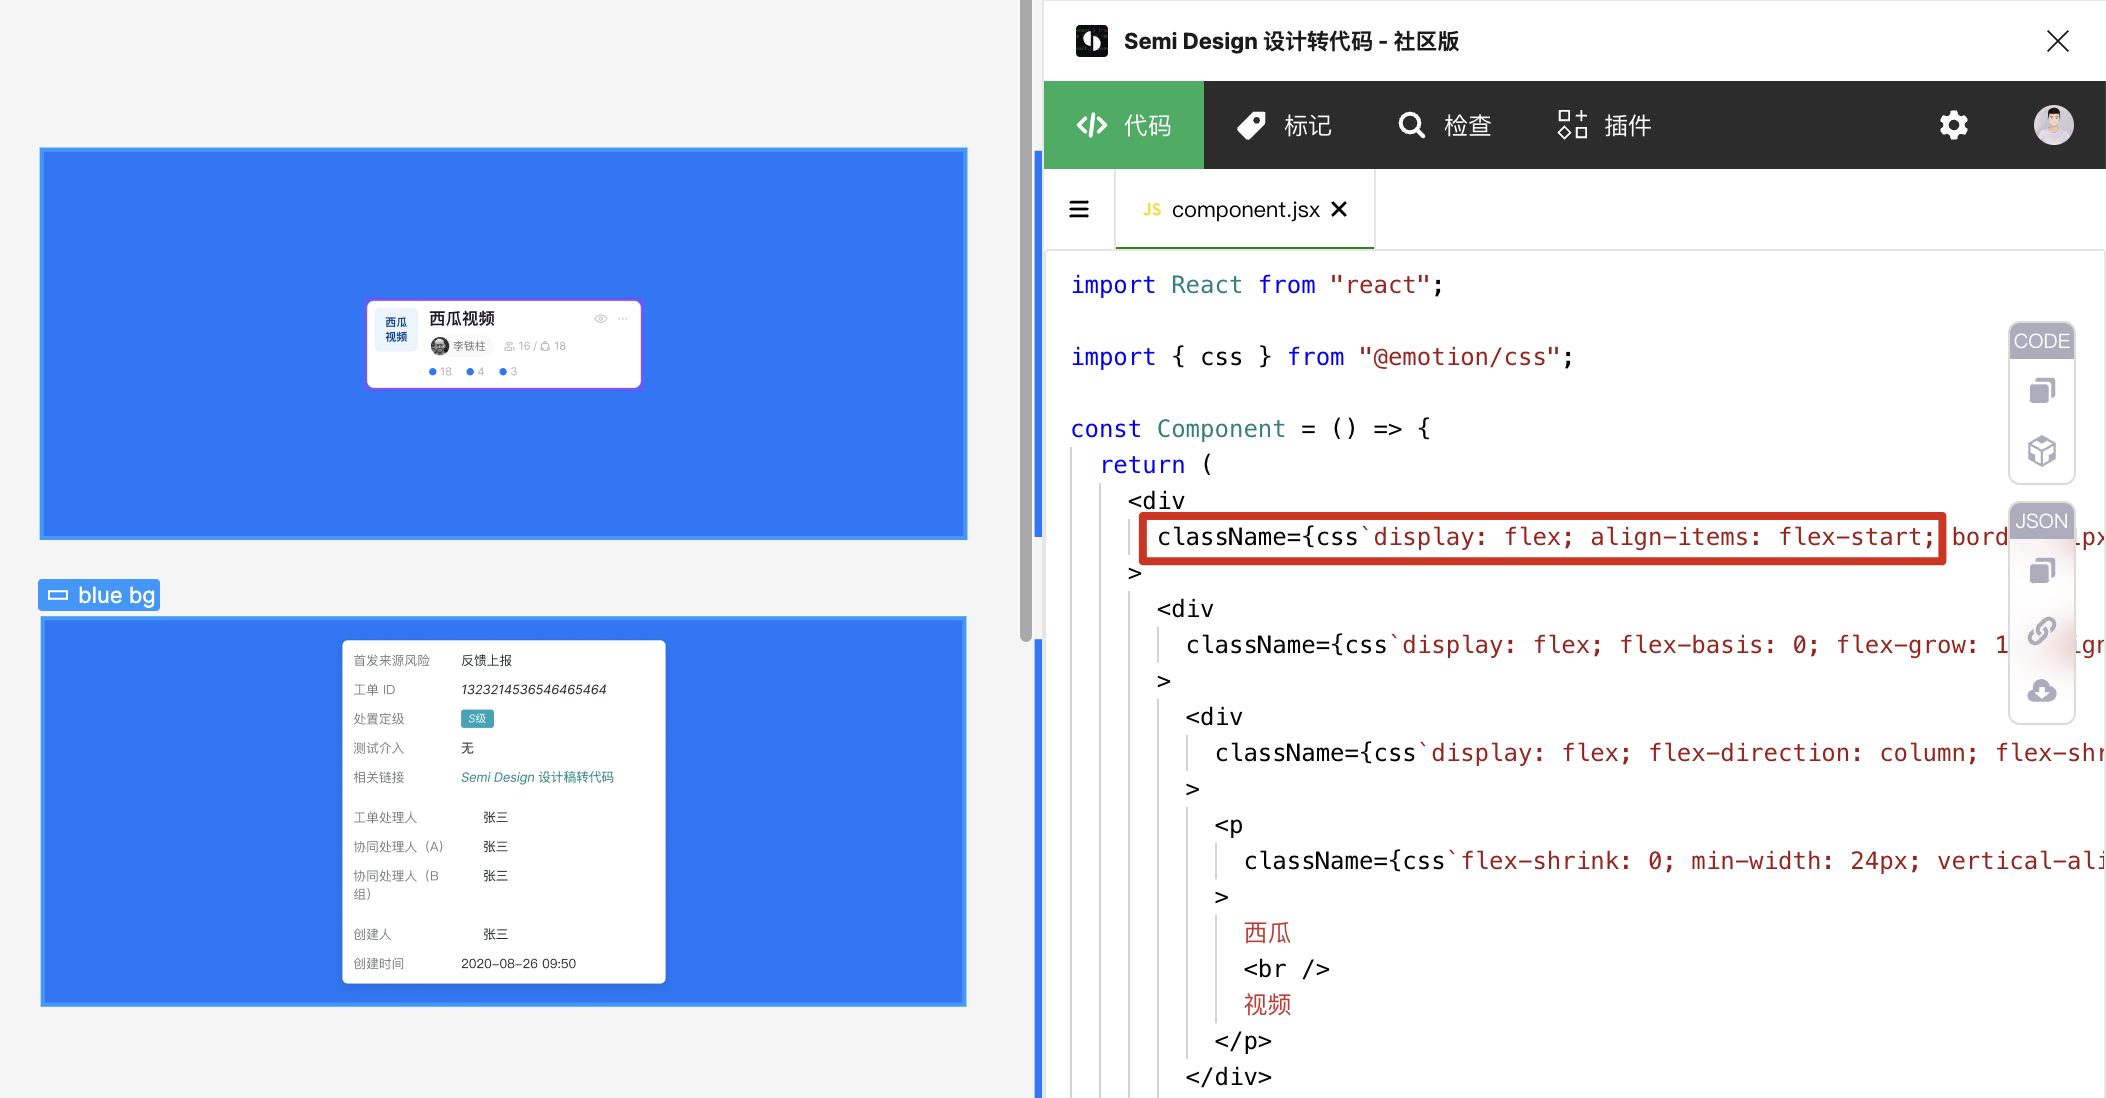 西瓜
视频
西瓜视频
李铁柱
16 / 18
18 4 3
blue bg
首发来源风险 反馈上报
工单 ID 1323214536546465464
处置定级 S级
测试介入 无
相关链接 Semi Design 设计稿转代码
工单处理人 张三
协同处理人（A） 张三
协同处理人（B 张三
组）
创建人 张三
创建时间 2020-08-26 09:50
Semi Design 设计转代码 - 社区版
</> 代码 标记 检查 插件
JS component.jsx
import React from "react";
import { css } from "@emotion/css";
const Component = () => {
return (
<div
className={css`display: flex; align-items: flex-start; bord
>
<div
className={css`display: flex; flex-basis: 0; flex-grow: 1
>
<div
className={css`display: flex; flex-direction: column; flex-shr
>
<p
className={css`flex-shrink: 0; min-width: 24px; vertical-ali
>
西瓜
<br />
视频
</p>
</div>
CODE
JSON